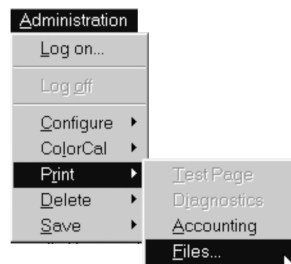 Administration
Log on...
Log off
Configure
ColorCal
Print
Delete
Save
Test Page
Diagnostics
Accounting
Files...